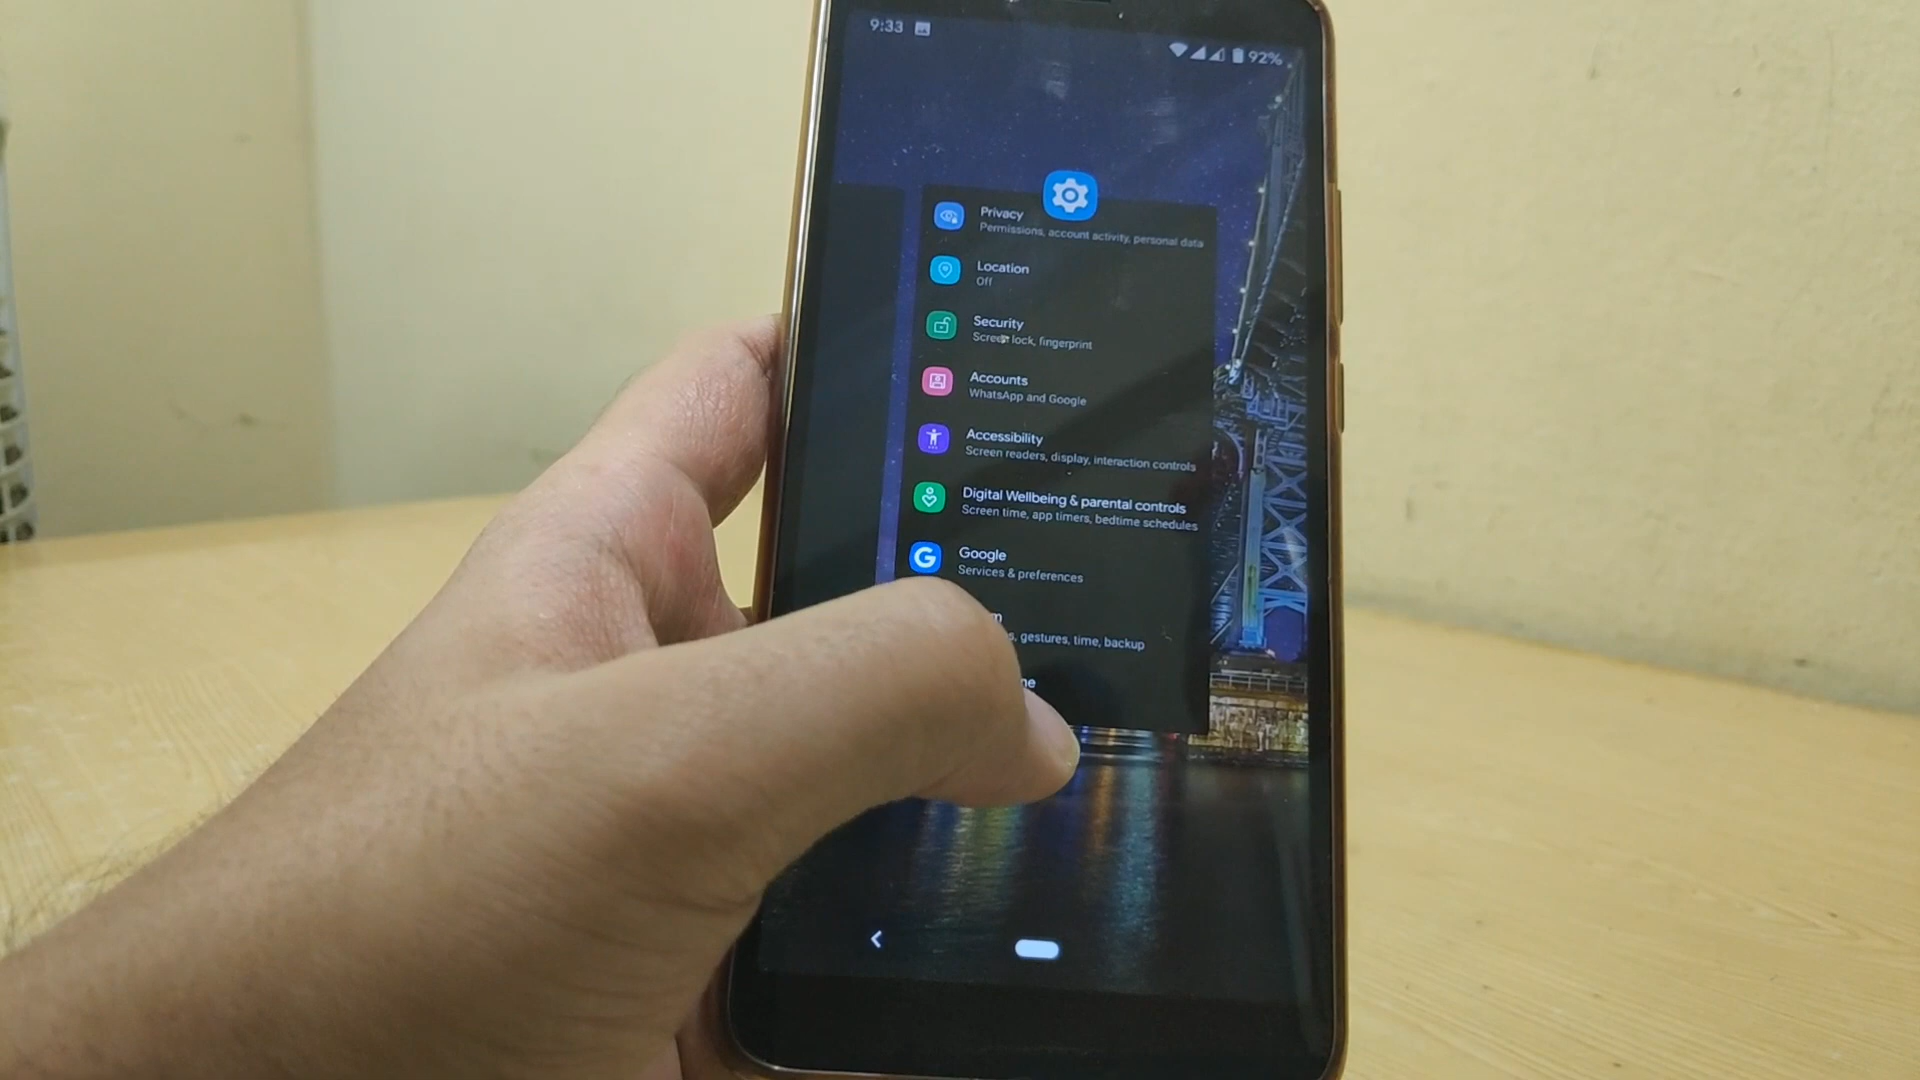 9:33
92%
Privacy
Permissions, account activity, personal data
Location
Off
Security
Screen lock, fingerprint
Accounts
WhatsApp and Google
Accessibility
Screen readers, display, interaction controls
Digital Wellbeing & parental controls
Screen time, app timers, bedtime schedules
G
Google
Services & preferences
gestures, time, backup